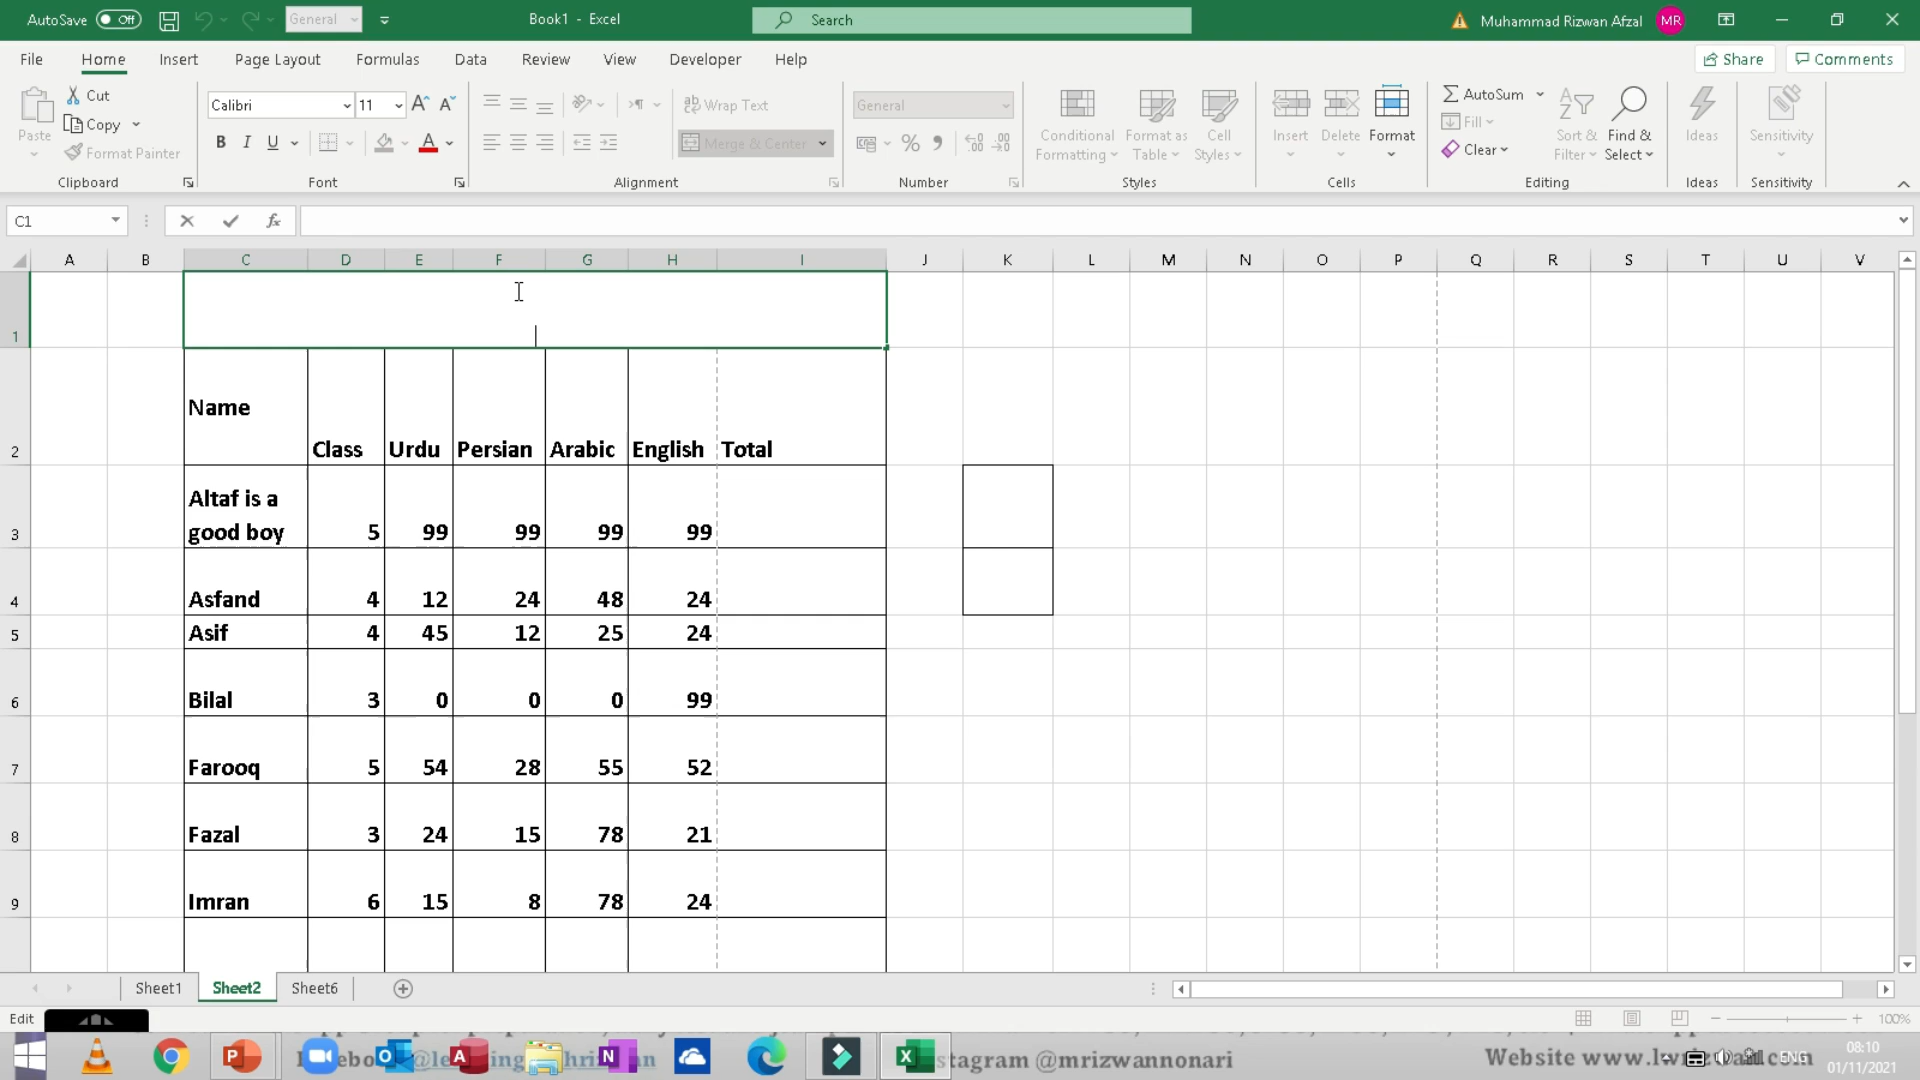 AutoSave Off General Book1 - Excel Search Muhammad Rizwan Afzal MR
File Home Insert Page Layout Formulas Data Review View Developer Help Share Comments
Paste Cut Copy Format Painter Clipboard
Calibri 11 B I U Font
Wrap Text Merge & Center Alignment
General % Number
Conditional Formatting Format as Table Cell Styles Styles
Insert Delete Format Cells
AutoSum Fill Clear Sort & Filter Find & Select Editing
Ideas Ideas
Sensitivity Sensitivity
C1 fx
A B C D E F G H I J K L M N O P Q R S T U V
1
2 Name Class Urdu Persian Arabic English Total
3 Altaf is a good boy 5 99 99 99 99
4 Asfand 4 12 24 48 24
5 Asif 4 45 12 25 24
6 Bilal 3 0 0 0 99
7 Farooq 5 54 28 55 52
8 Fazal 3 24 15 78 21
9 Imran 6 15 8 78 24
Sheet1 Sheet2 Sheet6
Edit 100%
@mrizwannonari Website
ENG 08:10
01/11/2021